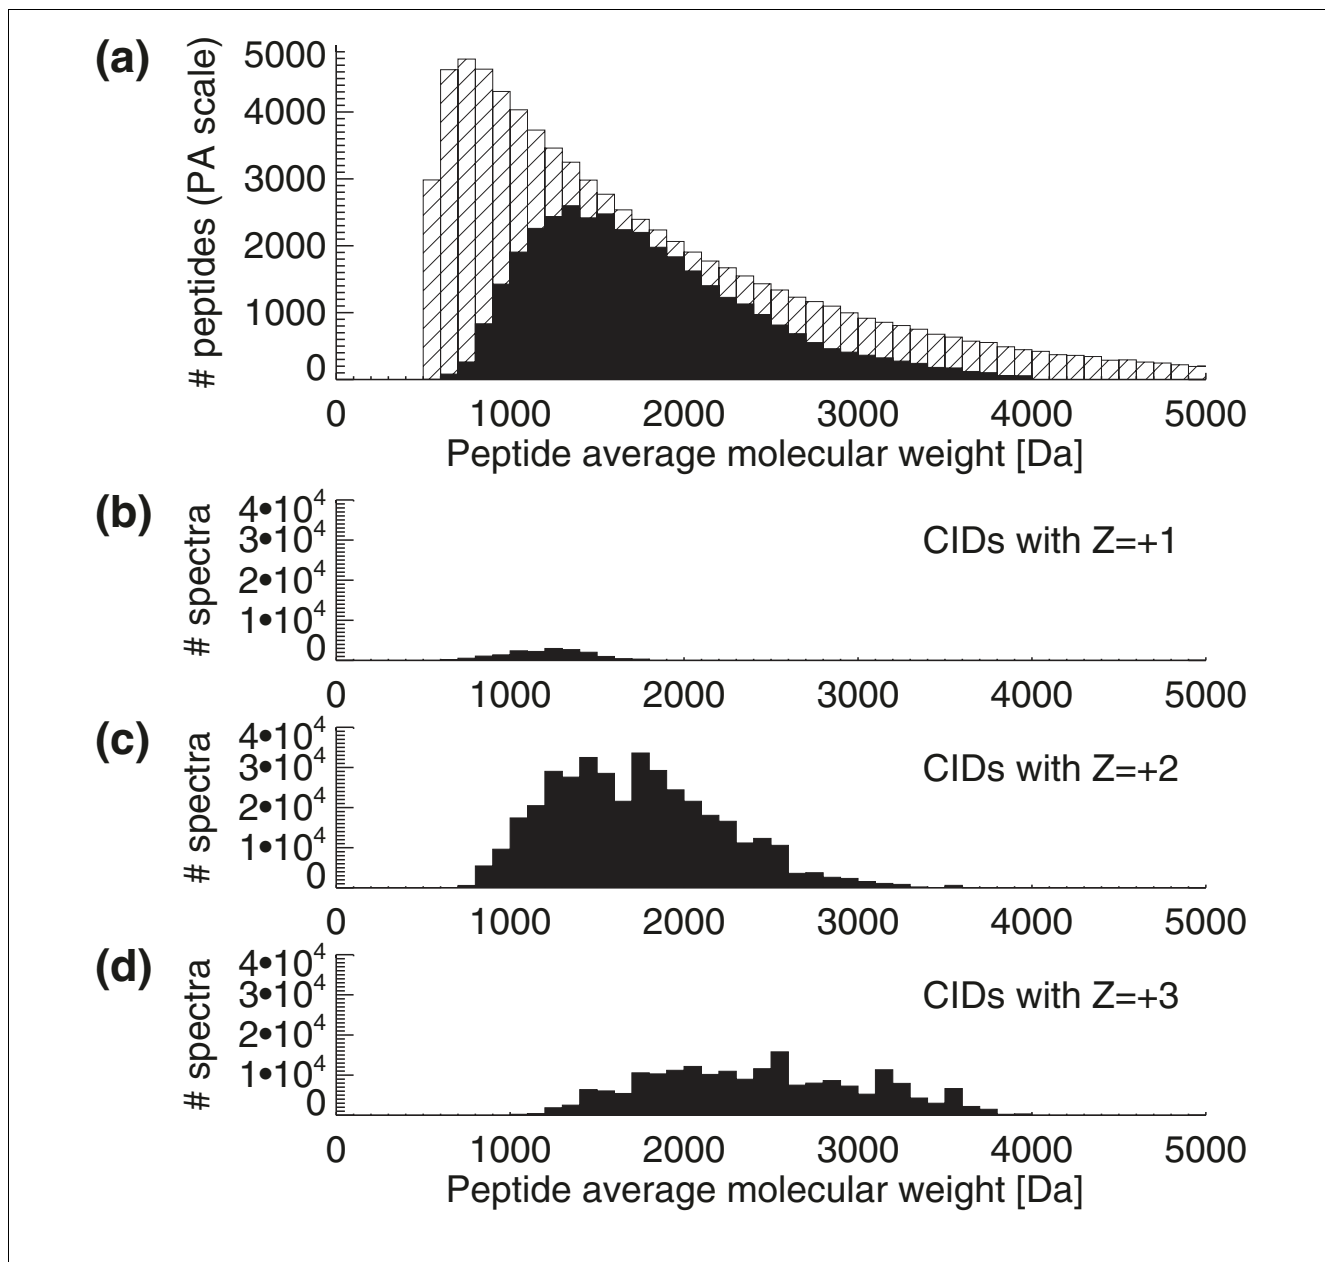 (a)
# peptides (PA scale)
5000
4000
3000
2000
1000
0
0 1000 2000 3000 4000 5000
Peptide average molecular weight [Da]
(b)
# spectra
4•10⁴
3•10⁴
2•10⁴
1•10⁴
0
CIDs with Z=+1
0 1000 2000 3000 4000 5000
(c)
# spectra
4•10⁴
3•10⁴
2•10⁴
1•10⁴
0
CIDs with Z=+2
0 1000 2000 3000 4000 5000
(d)
# spectra
4•10⁴
3•10⁴
2•10⁴
1•10⁴
0
CIDs with Z=+3
0 1000 2000 3000 4000 5000
Peptide average molecular weight [Da]